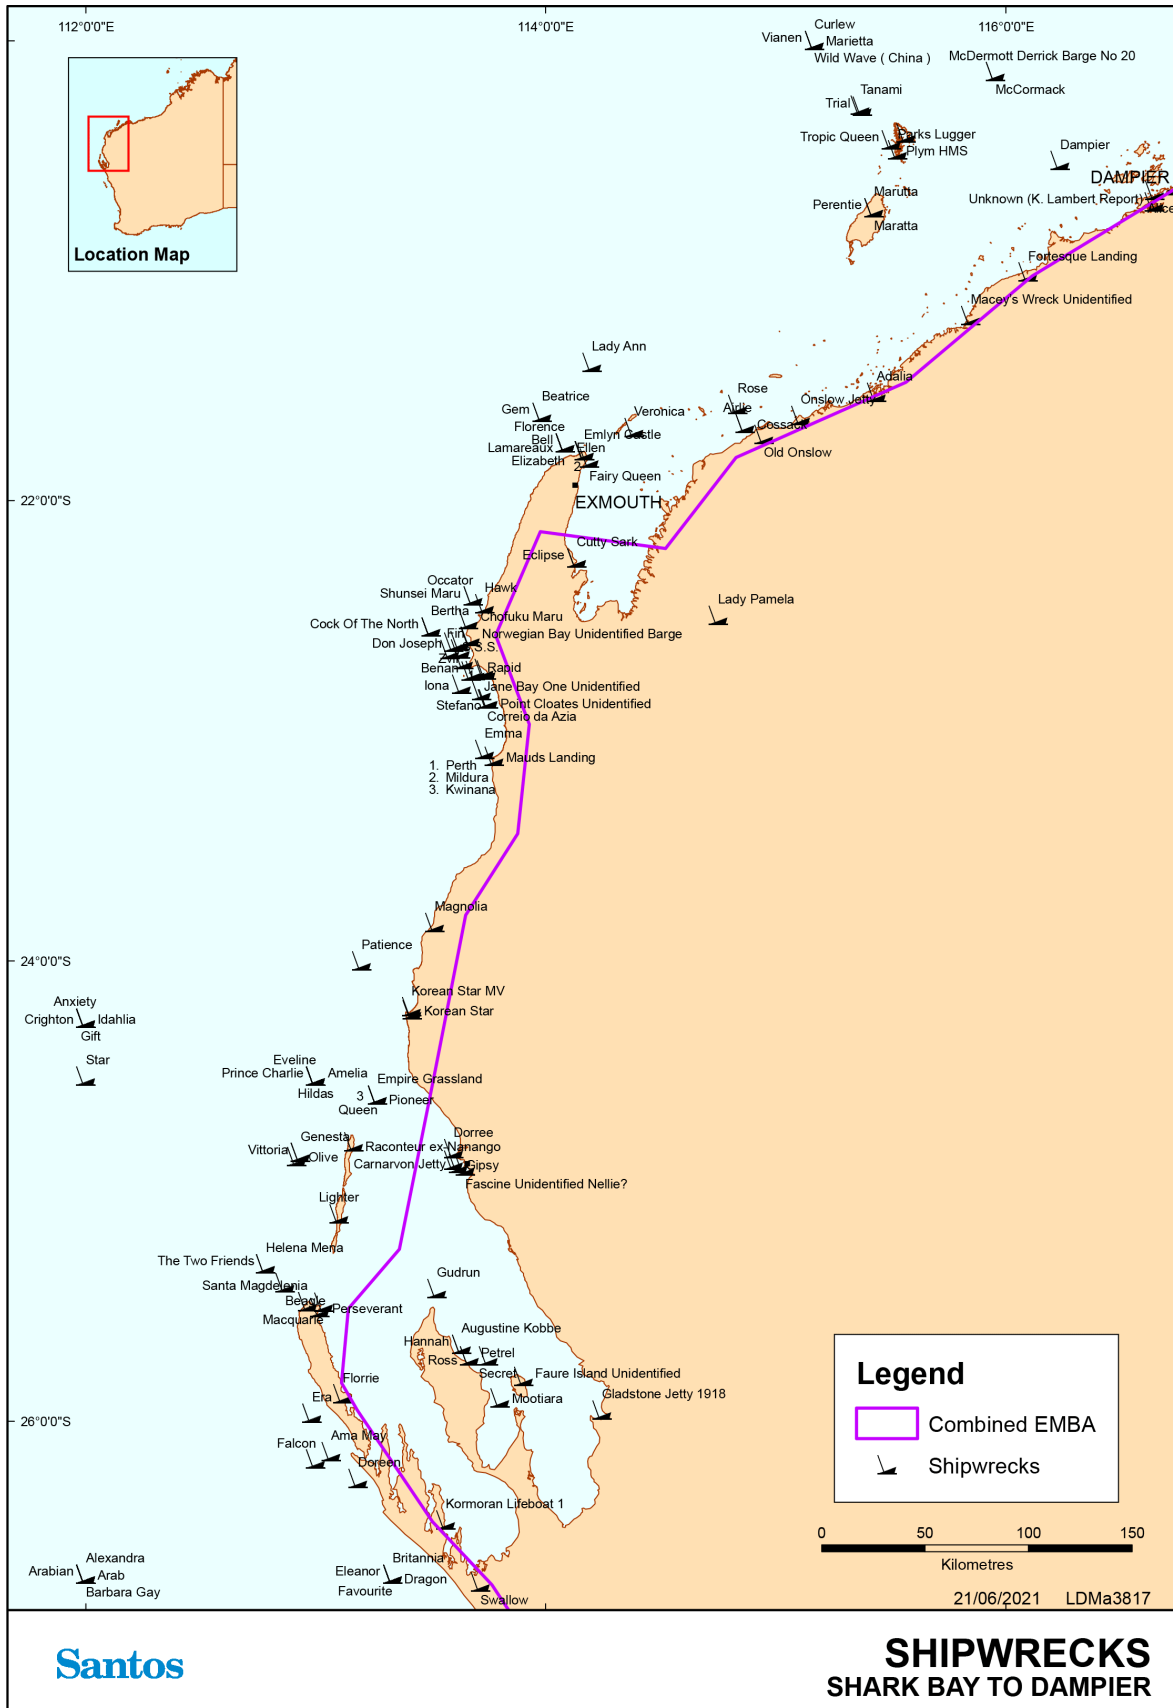 112°0'0"E
114°0'0"E
116°0'0"E
Curlew
Vianen
Marietta
Wild Wave ( China )
McDermott Derrick Barge No 20
McCormack
Tanami
Trial
Tropic Queen
Parks Lugger
Plym HMS
Dampier
DAMPIER
Location Map
Marutta
Perentie
Maratta
Unknown (K. Lambert Report)
Alice
Fortesque Landing
Macey's Wreck Unidentified
Lady Ann
Adalia
Rose
Beatrice
Gem
Veronica
Airlie
Onslow Jetty
Florence
Cossack
Bell
Emlyn Castle
Lamareaux
Ellen
Old Onslow
Elizabeth
2
Fairy Queen
22°0'0"S
EXMOUTH
Cutty Sark
Eclipse
Occator
Hawk
Shunsei Maru
Lady Pamela
Bertha
Chofuku Maru
Cock Of The North
Fin
Norwegian Bay Unidentified Barge
Don Joseph
S.S.
Zvir
Benan
Rapid
Iona
Jane Bay One Unidentified
Stefano
Point Cloates Unidentified
Correio da Azia
Emma
Mauds Landing
1. Perth
2. Mildura
3. Kwinana
Magnolia
Patience
24°0'0"S
Korean Star MV
Anxiety
Korean Star
Crighton
Idahlia
Gift
Star
Eveline
Prince Charlie
Amelia
Empire Grassland
Hildas
3
Pioneer
Queen
Dorree
Genesta
Vittoria
Raconteur ex-Nanango
Olive
Carnarvon Jetty
Gipsy
Fascine Unidentified Nellie?
Lighter
Helena Mena
The Two Friends
Gudrun
Santa Magdelenia
Beagle
Perseverant
Macquarie
Augustine Kobbe
Hannah
Petrel
Ross
Secret
Faure Island Unidentified
Florrie
Gladstone Jetty 1918
Era
Mootiara
26°0'0"S
Ama May
Falcon
Doreen
Kormoran Lifeboat 1
Alexandra
Arabian
Arab
Barbara Gay
Britannia
Eleanor
Dragon
Favourite
Swallow
Legend
Combined EMBA
Shipwrecks
0 50 100 150
Kilometres
21/06/2021 LDMa3817
Santos
SHIPWRECKS
SHARK BAY TO DAMPIER